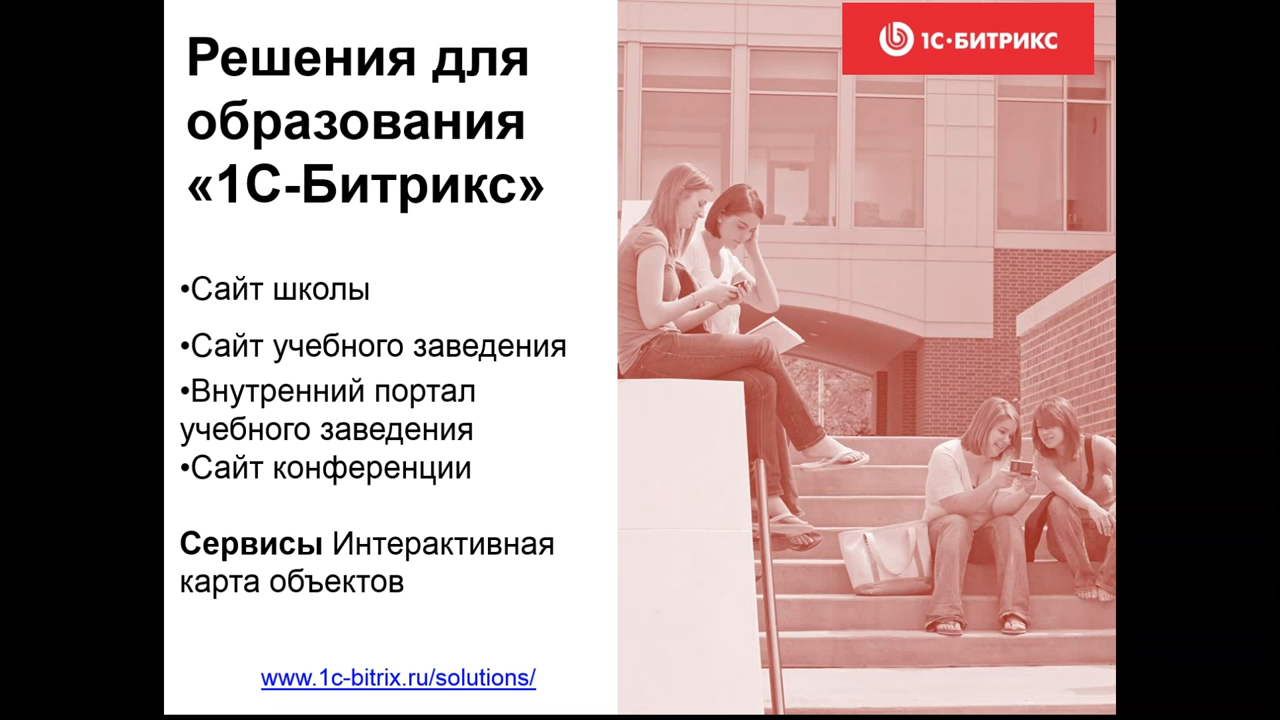 Решения для
образования
«1С-Битрикс»
1С·БИТРИКС
•Сайт школы
•Сайт учебного заведения
•Внутренний портал
учебного заведения
•Сайт конференции
Сервисы Интерактивная
карта объектов
www.1c-bitrix.ru/solutions/